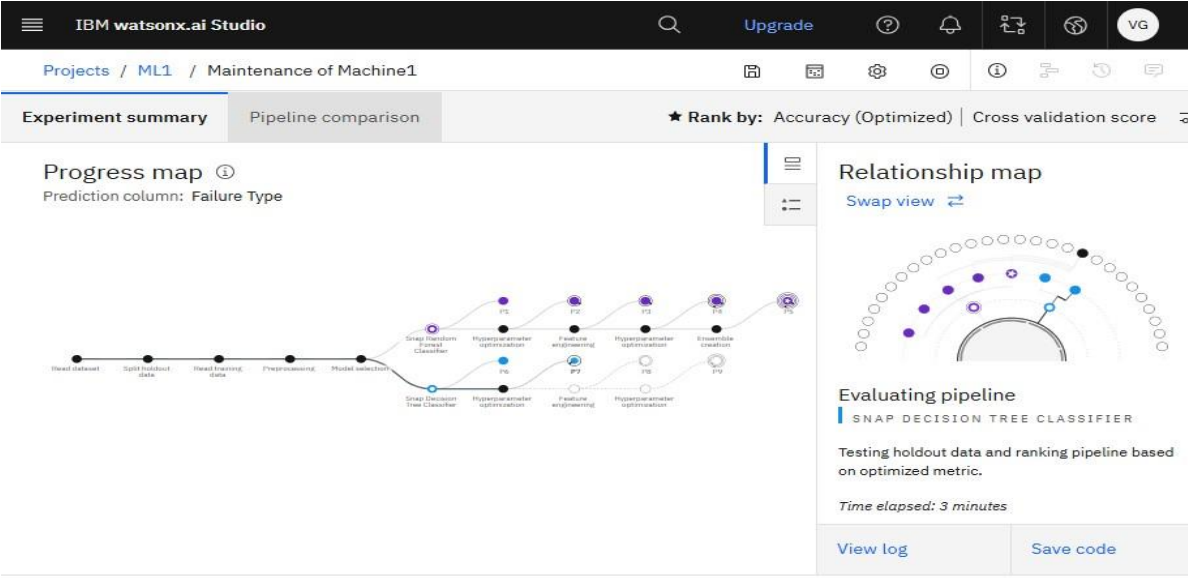 IBM watsonx.ai Studio
Upgrade
VG
Projects / ML1 / Maintenance of Machine1
Experiment summary
Pipeline comparison
★ Rank by: Accuracy (Optimized) | Cross validation score
Progress map
Prediction column: Failure Type
Relationship map
Swap view
P1
P2
P3
P4
P5
Snap Random
Forest
Classifier
Hyperparameter
optimization
Feature
engineering
Hyperparameter
optimization
Ensemble
creation
Read dataset
Split holdout
data
Read training
data
Preprocessing
Model selection
P6
P7
P8
P9
Snap Decision
Tree Classifier
Hyperparameter
optimization
Feature
engineering
Hyperparameter
optimization
Evaluating pipeline
SNAP DECISION TREE CLASSIFIER
Testing holdout data and ranking pipeline based
on optimized metric.
Time elapsed: 3 minutes
View log
Save code